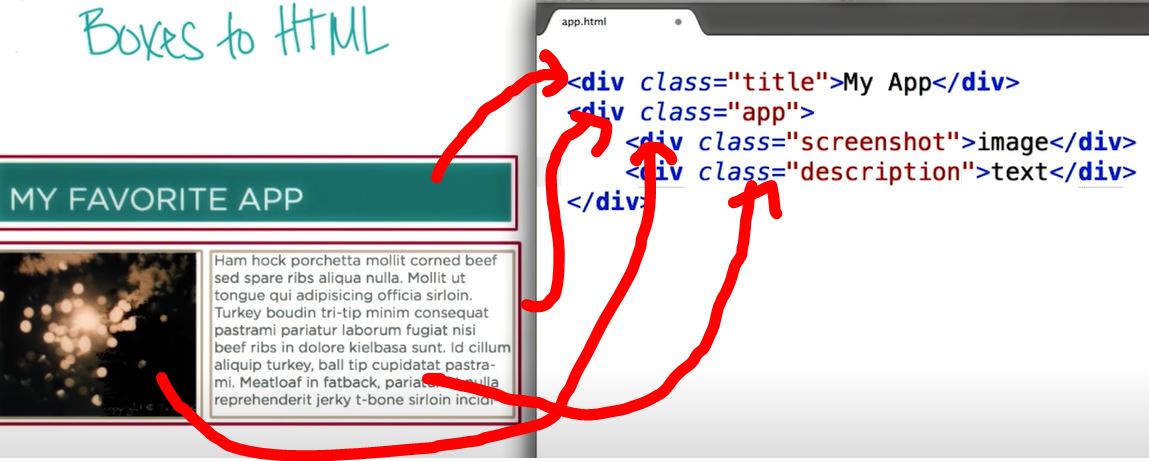 Boxes to HTML
MY FAVORITE APP
Ham hock porchetta mollit corned beef
sed spare ribs aliqua nulla. Mollit ut
tongue qui adipisicing officia sirloin.
Turkey boudin tri-tip minim consequat
pastrami pariatur laborum fugiat nisi
beef ribs in dolore kielbasa sunt. Id cillum
aliquip turkey, ball tip cupidatat pastra-
mi. Meatloaf in fatback, nulla
reprehenderit jerky t-bone sirloin incidi
app.html
<div class="title">My App</div>
<div class="app">
<div class="screenshot">image</div>
<div class="description">text</div>
</div>